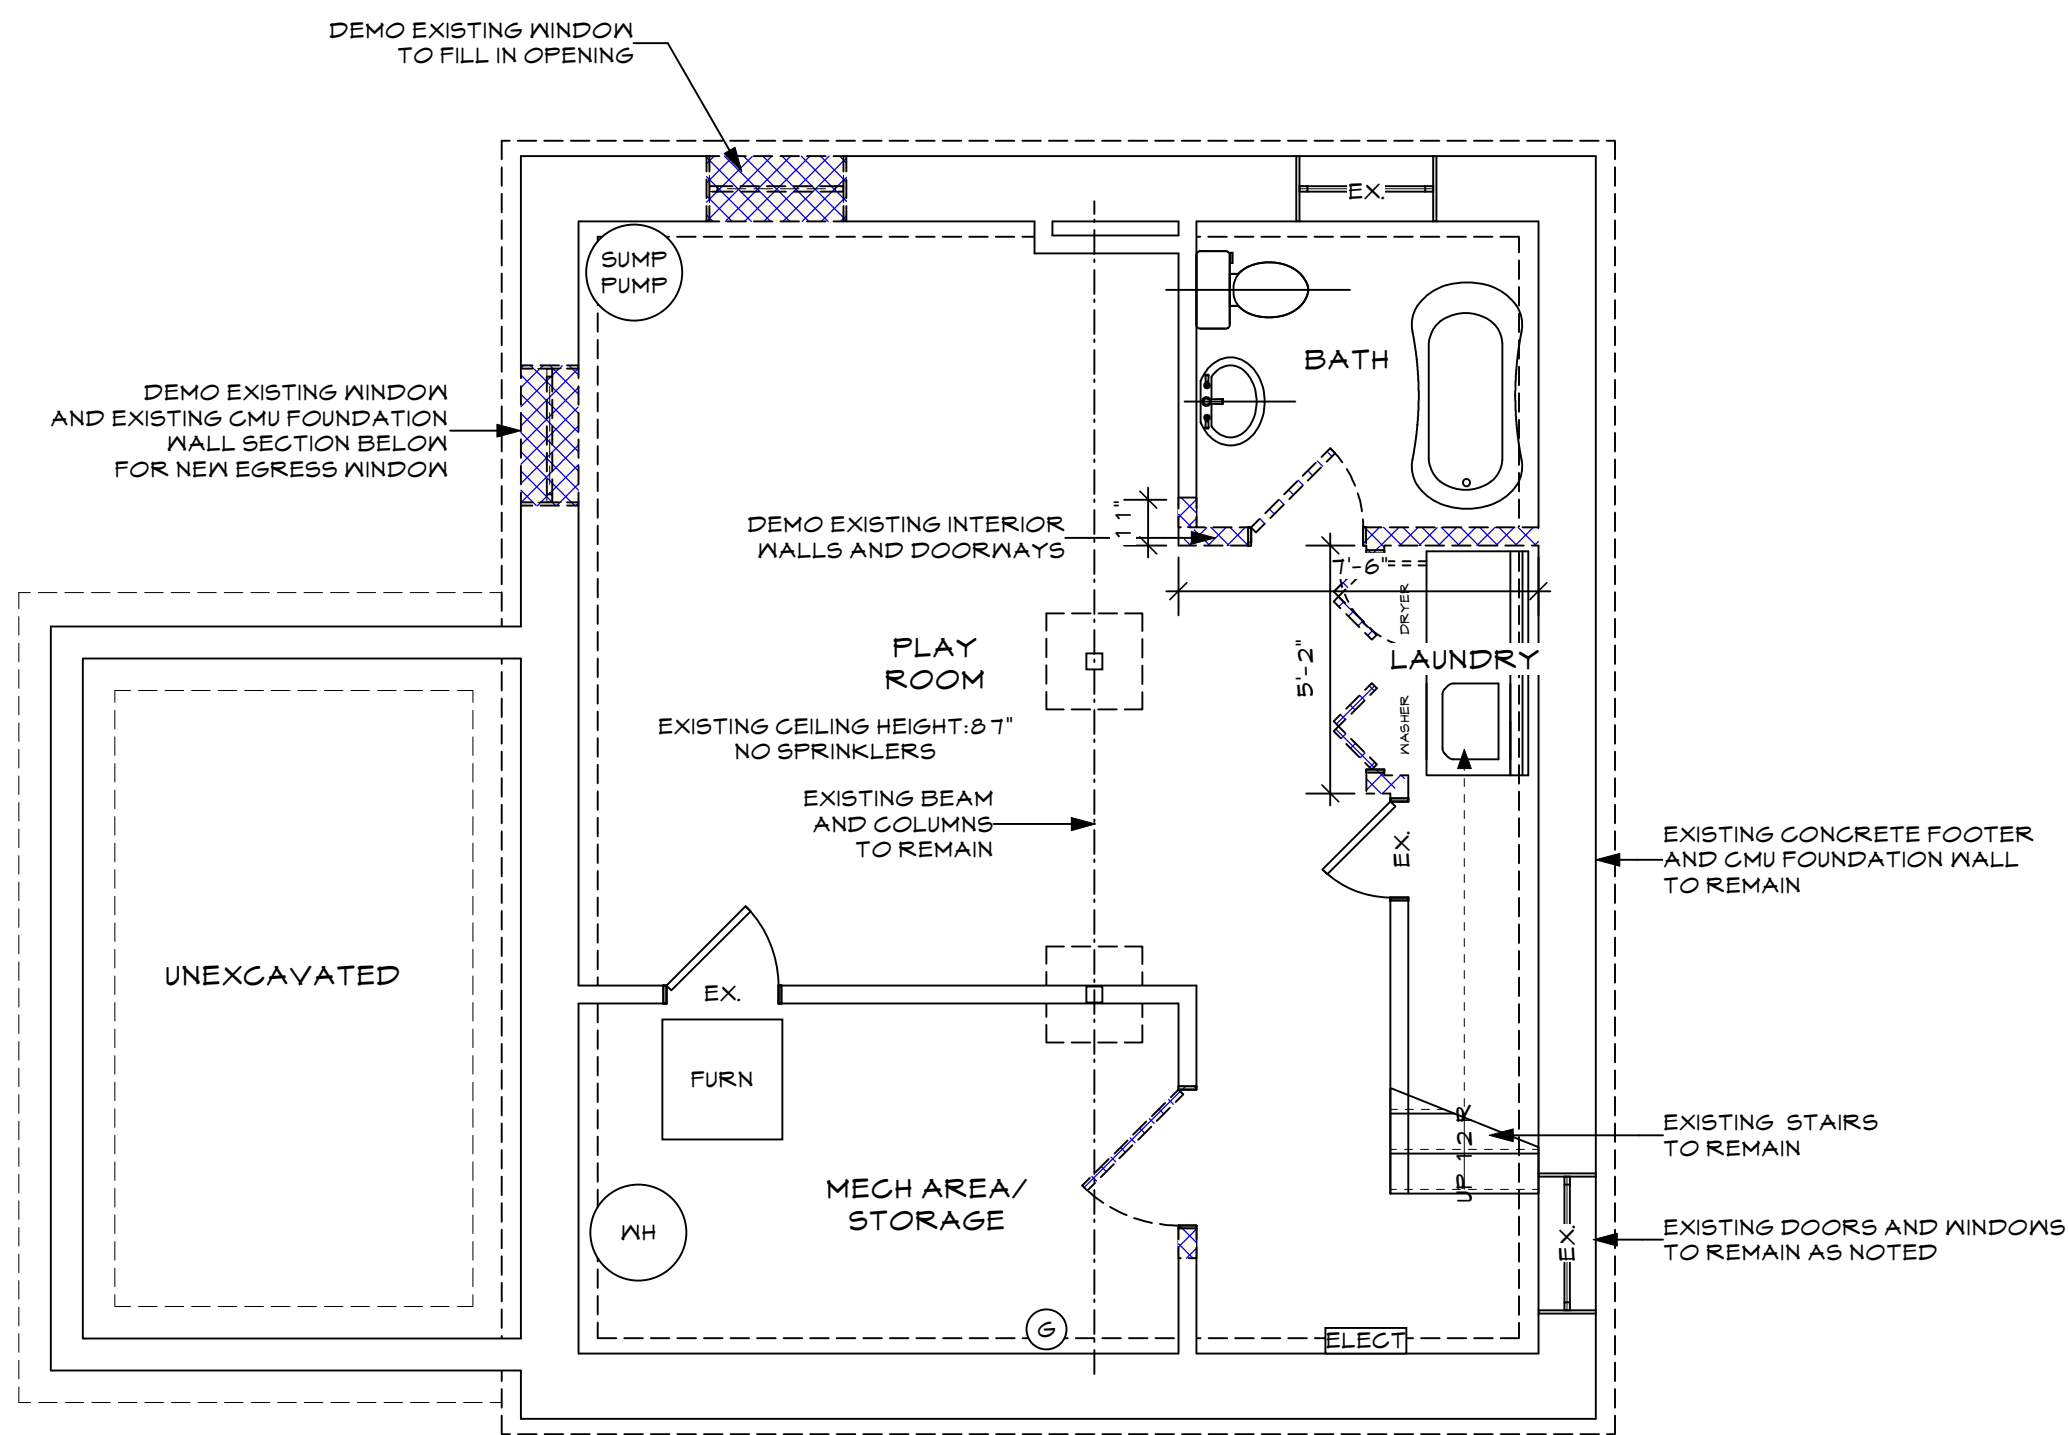 DEMO EXISTING WINDOW
TO FILL IN OPENING
EX.
SUMP
PUMP
BATH
DEMO EXISTING WINDOW
AND EXISTING CMU FOUNDATION
WALL SECTION BELOW
FOR NEW EGRESS WINDOW
11"
DEMO EXISTING INTERIOR
WALLS AND DOORWAYS
7'-6"
DRYER
LAUNDRY
5'-2"
WASHER
PLAY
ROOM
EXISTING CEILING HEIGHT:87"
NO SPRINKLERS
EXISTING BEAM
AND COLUMNS
TO REMAIN
EX.
EXISTING CONCRETE FOOTER
AND CMU FOUNDATION WALL
TO REMAIN
UNEXCAVATED
EX.
FURN
EXISTING STAIRS
TO REMAIN
UP 12 R
MECH AREA/
STORAGE
WH
EX.
EXISTING DOORS AND WINDOWS
TO REMAIN AS NOTED
G
ELECT